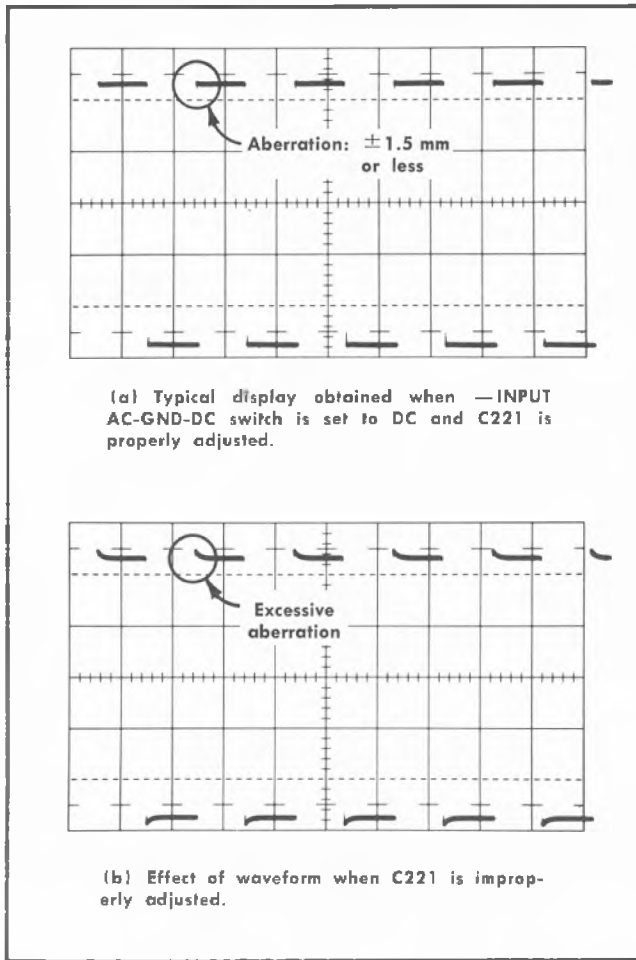 Aberration: ±1.5 mm
or less
(a) Typical display obtained when —INPUT
AC-GND-DC switch is set to DC and C221 is
properly adjusted.
Excessive
aberration
(b) Effect of waveform when C221 is improp-
erly adjusted.